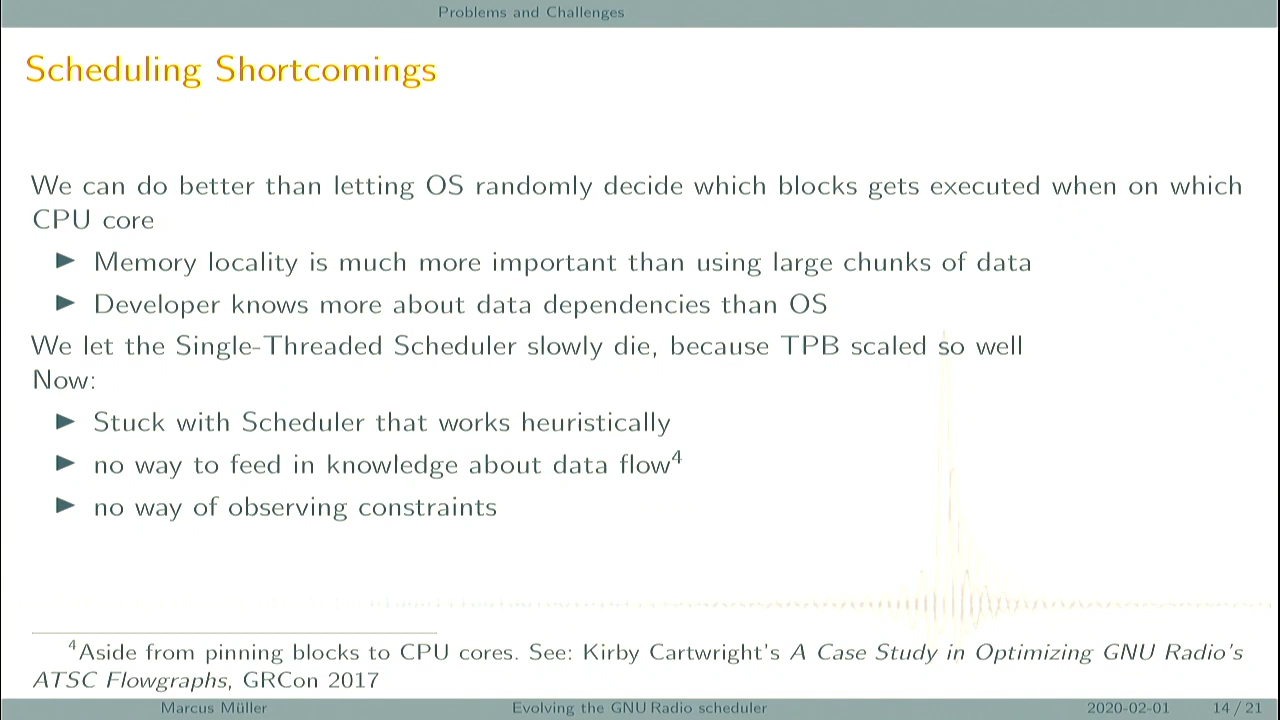 Problems and Challenges
Scheduling Shortcomings
We can do better than letting OS randomly decide which blocks gets executed when on which
CPU core
▶ Memory locality is much more important than using large chunks of data
▶ Developer knows more about data dependencies than OS
We let the Single-Threaded Scheduler slowly die, because TPB scaled so well
Now:
▶ Stuck with Scheduler that works heuristically
▶ no way to feed in knowledge about data flow⁴
▶ no way of observing constraints
⁴Aside from pinning blocks to CPU cores. See: Kirby Cartwright's A Case Study in Optimizing GNU Radio's
ATSC Flowgraphs, GRCon 2017
Marcus Müller Evolving the GNU Radio scheduler 2020-02-01 14 / 21